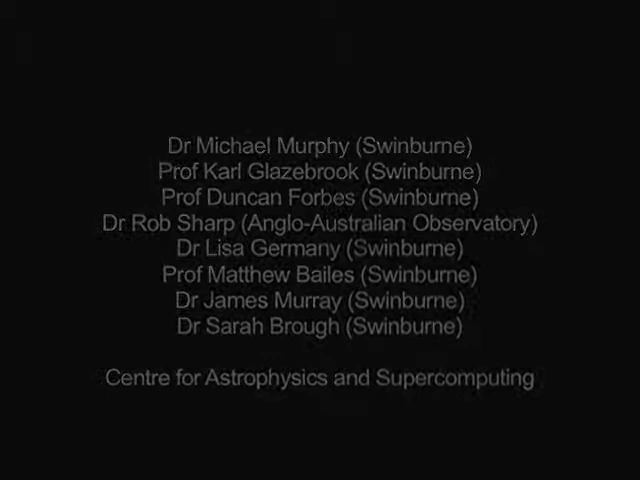 Dr Michael Murphy (Swinburne)
Prof Karl Glazebrook (Swinburne)
Prof Duncan Forbes (Swinburne)
Dr Rob Sharp (Anglo-Australian Observatory)
Dr Lisa Germany (Swinburne)
Prof Matthew Bailes (Swinburne)
Dr James Murray (Swinburne)
Dr Sarah Brough (Swinburne)
Centre for Astrophysics and Supercomputing